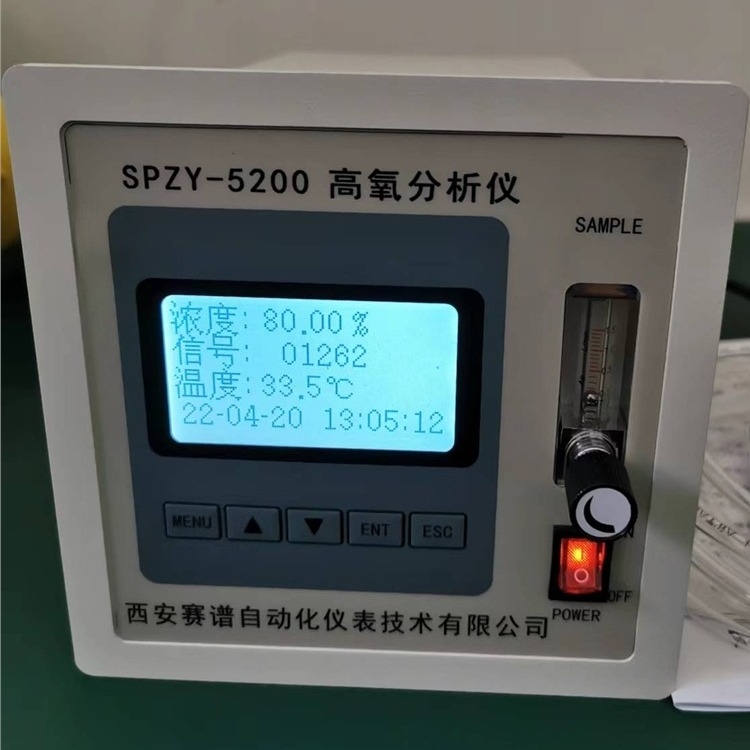 SPZY-5200 高氧分析仪
SAMPLE
浓度: 80.00%
信号: 01262
温度: 33.5℃
22-04-20 13:05:12
MENU ▲ ▼ ENT ESC
OFF
POWER
西安赛谱自动化仪表技术有限公司